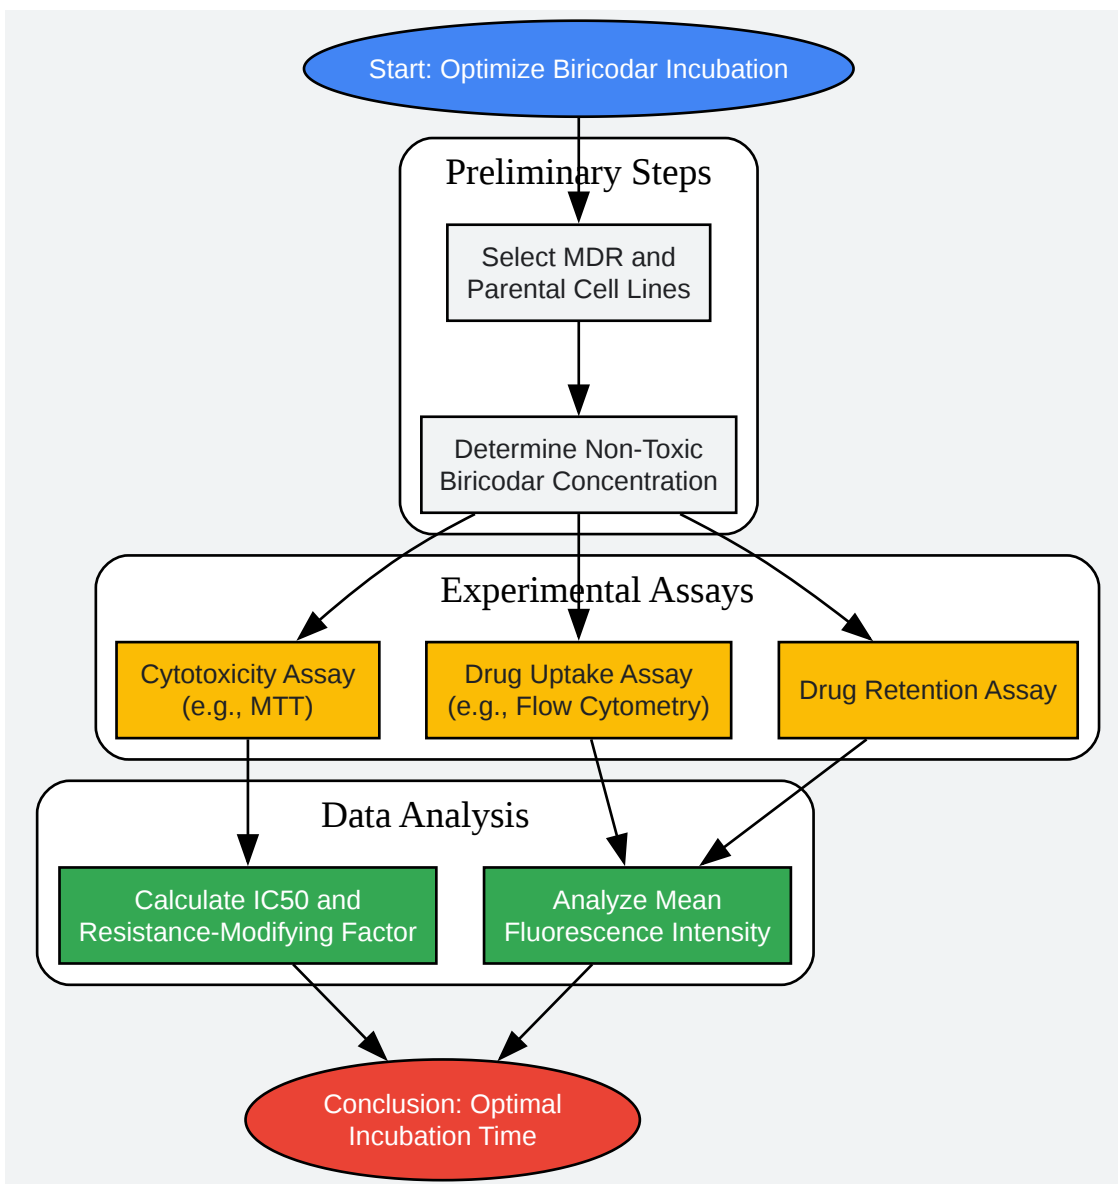 Start: Optimize Biricodar Incubation
Preliminary Steps
Select MDR and
Parental Cell Lines
Determine Non-Toxic
Biricodar Concentration
Experimental Assays
Cytotoxicity Assay
(e.g., MTT)
Drug Uptake Assay
(e.g., Flow Cytometry)
Drug Retention Assay
Data Analysis
Calculate IC50 and
Resistance-Modifying Factor
Analyze Mean
Fluorescence Intensity
Conclusion: Optimal
Incubation Time